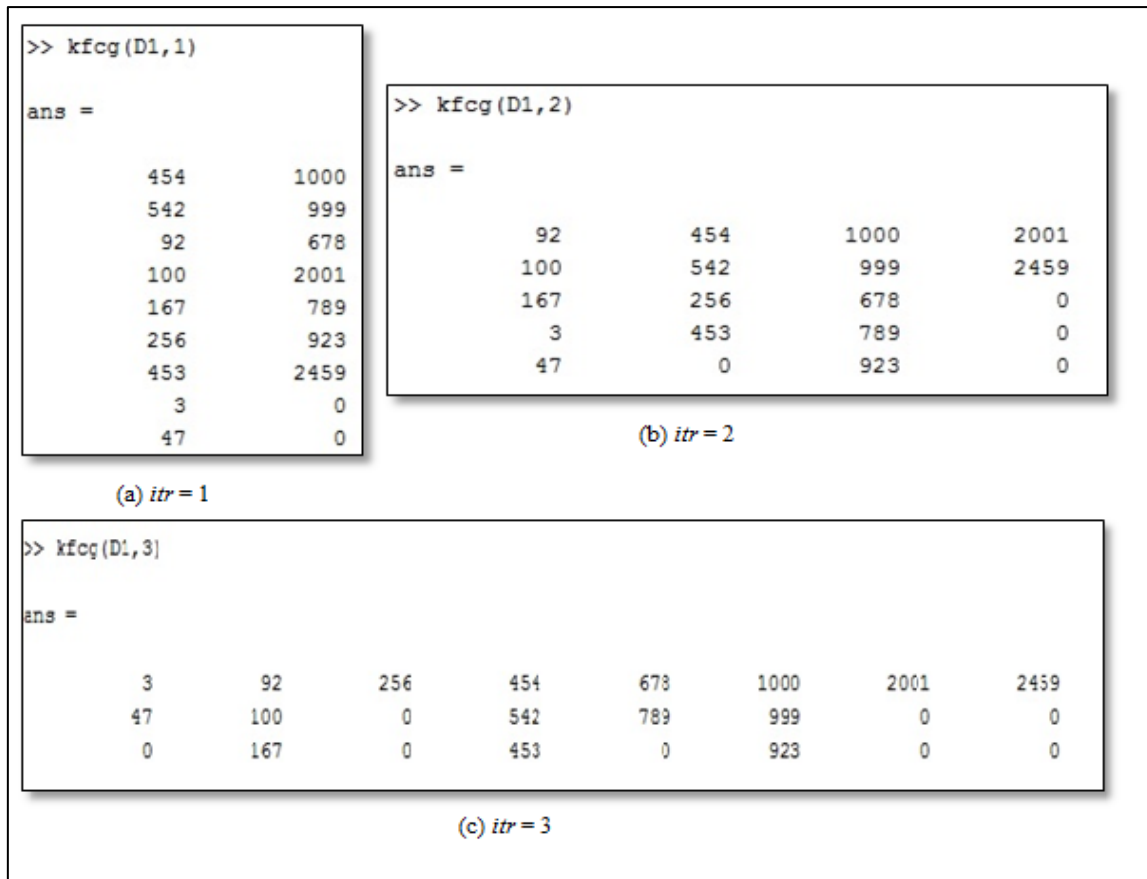 >> kfcg(D1,1)
ans =
454 1000
542 999
92 678
100 2001
167 789
256 923
453 2459
3 0
47 0
(a) itr = 1
>> kfcg(D1,2)
ans =
92 454 1000 2001
100 542 999 2459
167 256 678 0
3 453 789 0
47 0 923 0
(b) itr = 2
>> kfcg(D1,3)
ans =
3 92 256 454 678 1000 2001 2459
47 100 0 542 789 999 0 0
0 167 0 453 0 923 0 0
(c) itr = 3